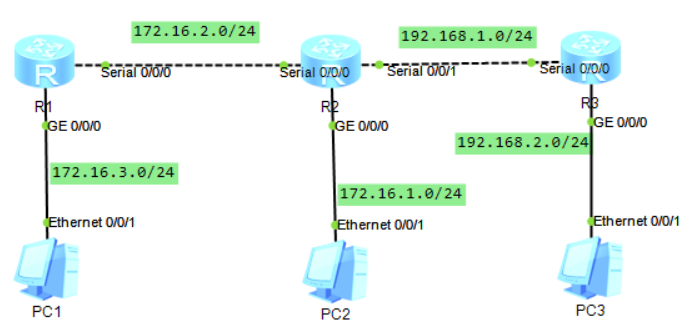 172.16.2.0/24
192.168.1.0/24
R
Serial 0/0/0
Serial 0/0/0
R
Serial 0/0/1
Serial 0/0/0
R
R1
R2
R3
GE 0/0/0
GE 0/0/0
GE 0/0/0
192.168.2.0/24
172.16.3.0/24
172.16.1.0/24
Ethernet 0/0/1
Ethernet 0/0/1
Ethernet 0/0/1
PC1
PC2
PC3